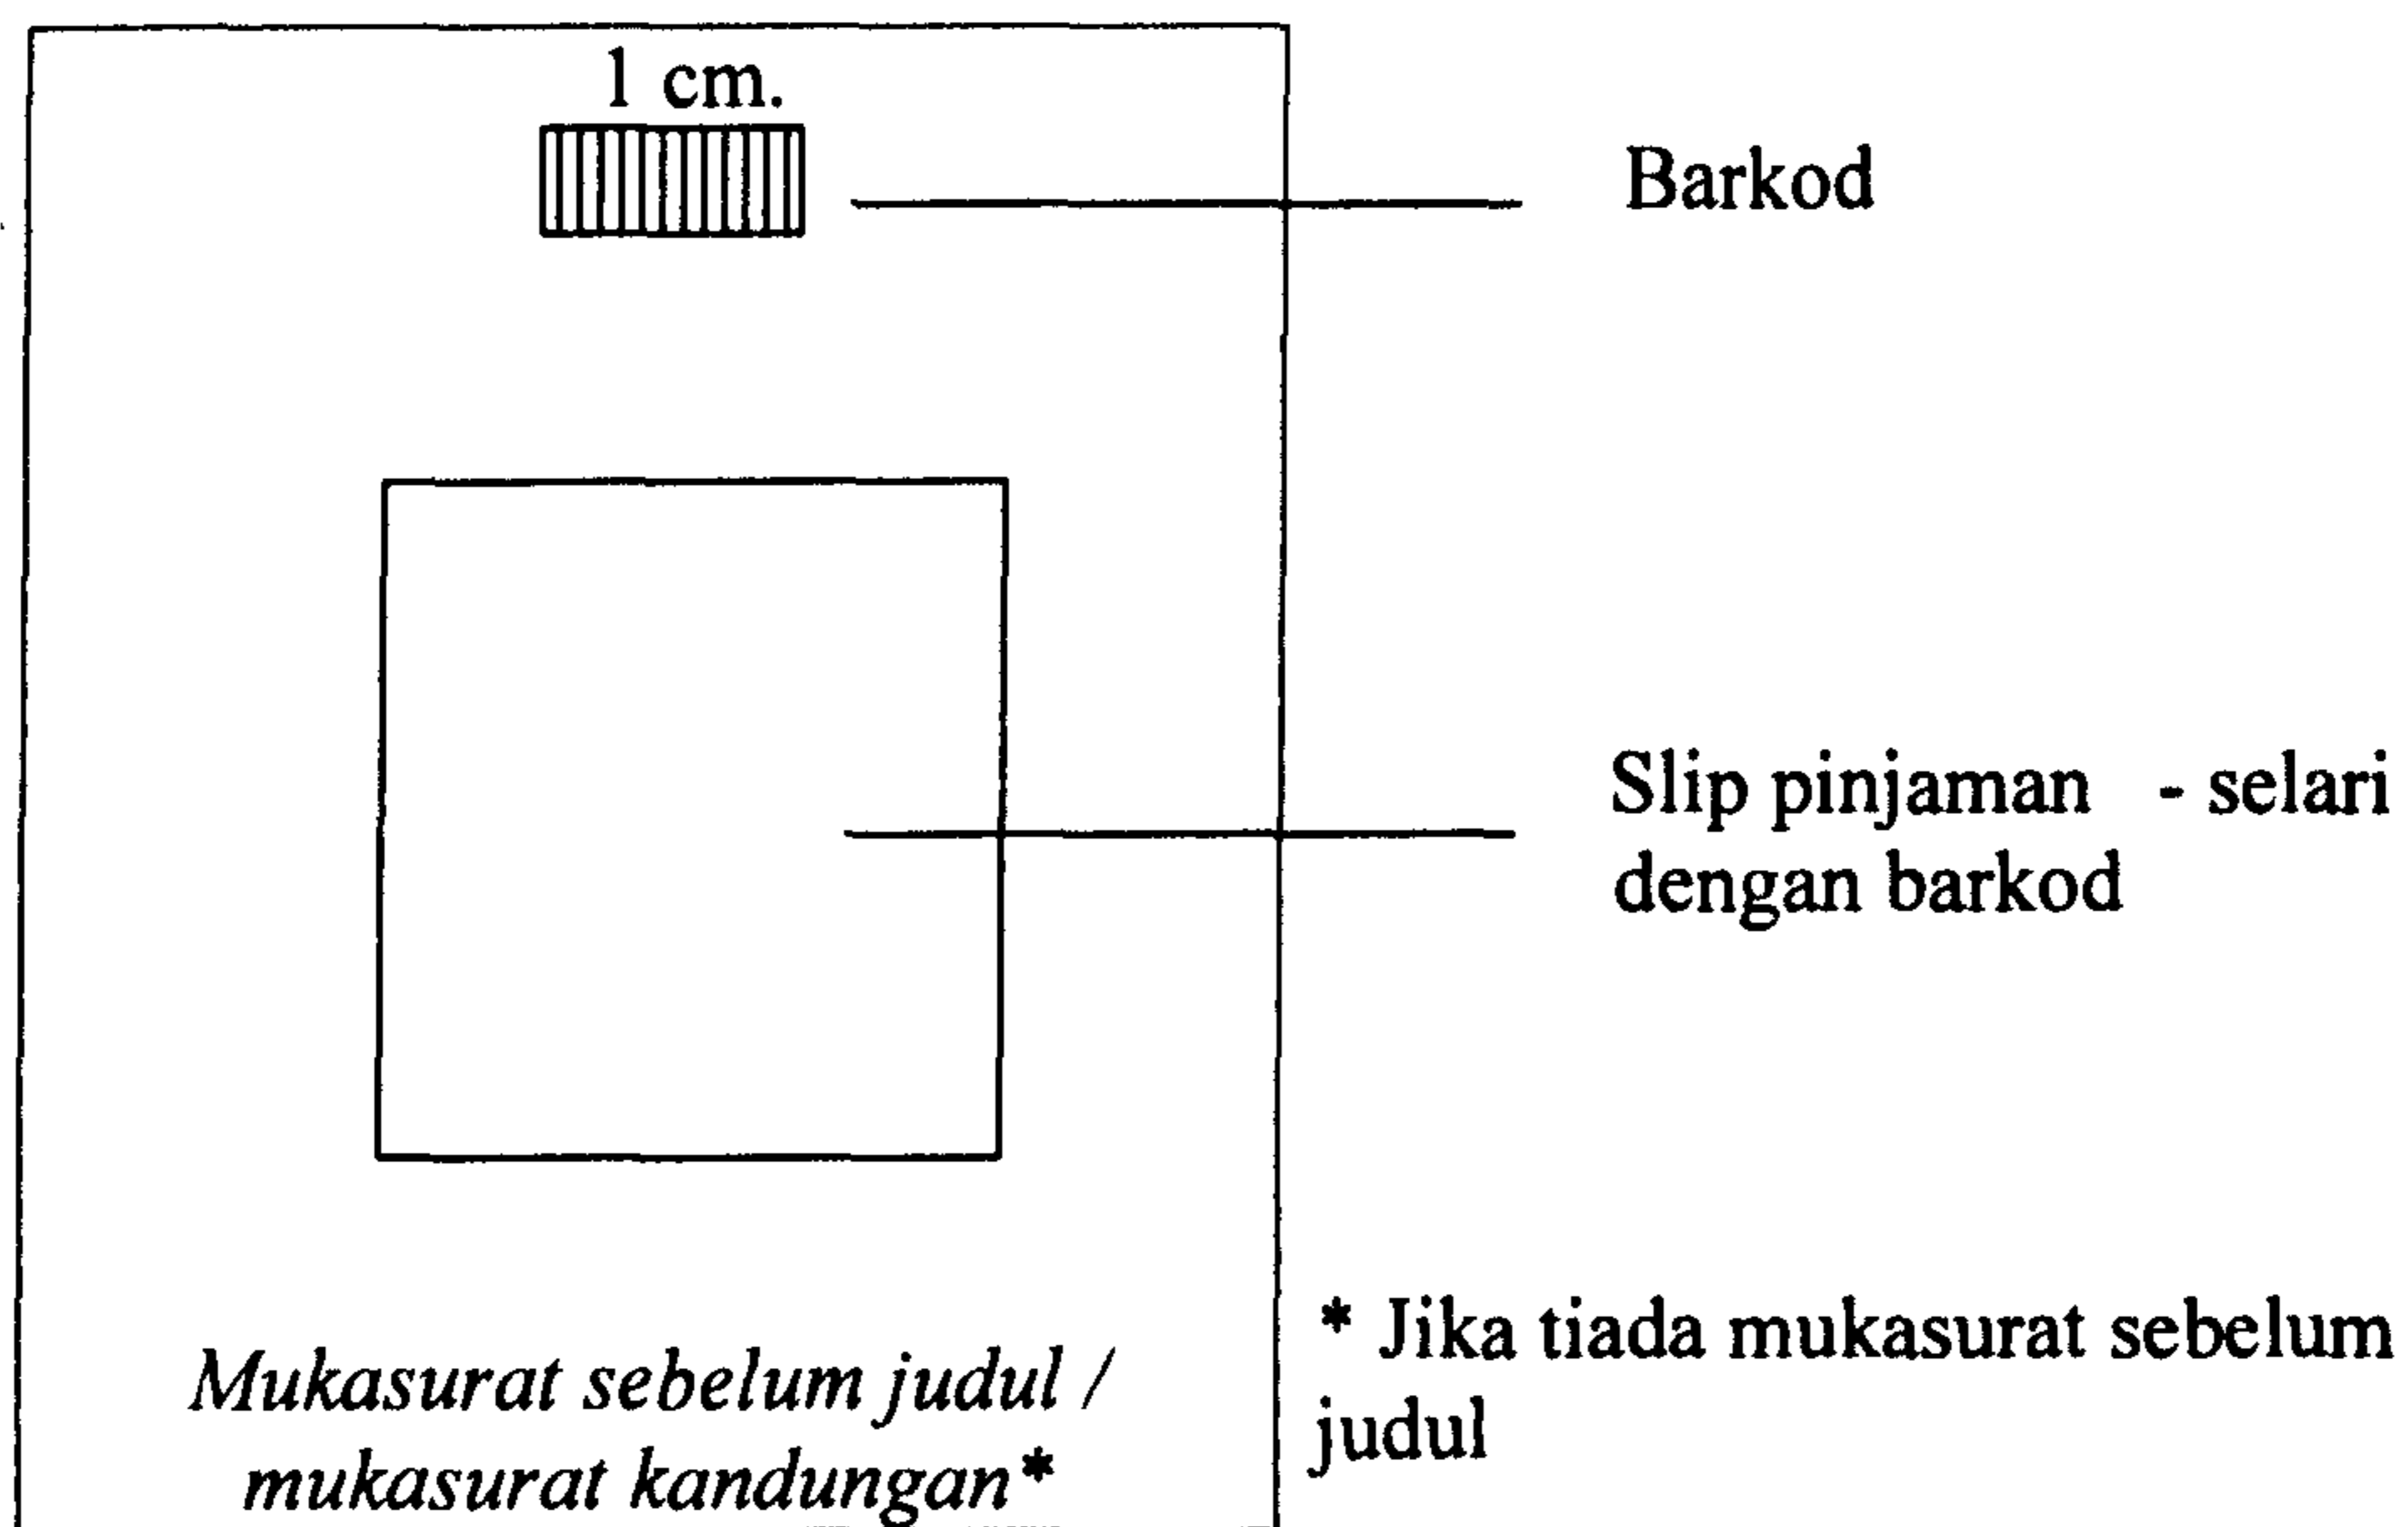 1 cm.
Barkod
Slip pinjaman - selari
dengan barkod
* Jika tiada mukasurat sebelum
judul
Mukasurat sebelum judul /
mukasurat kandungan*